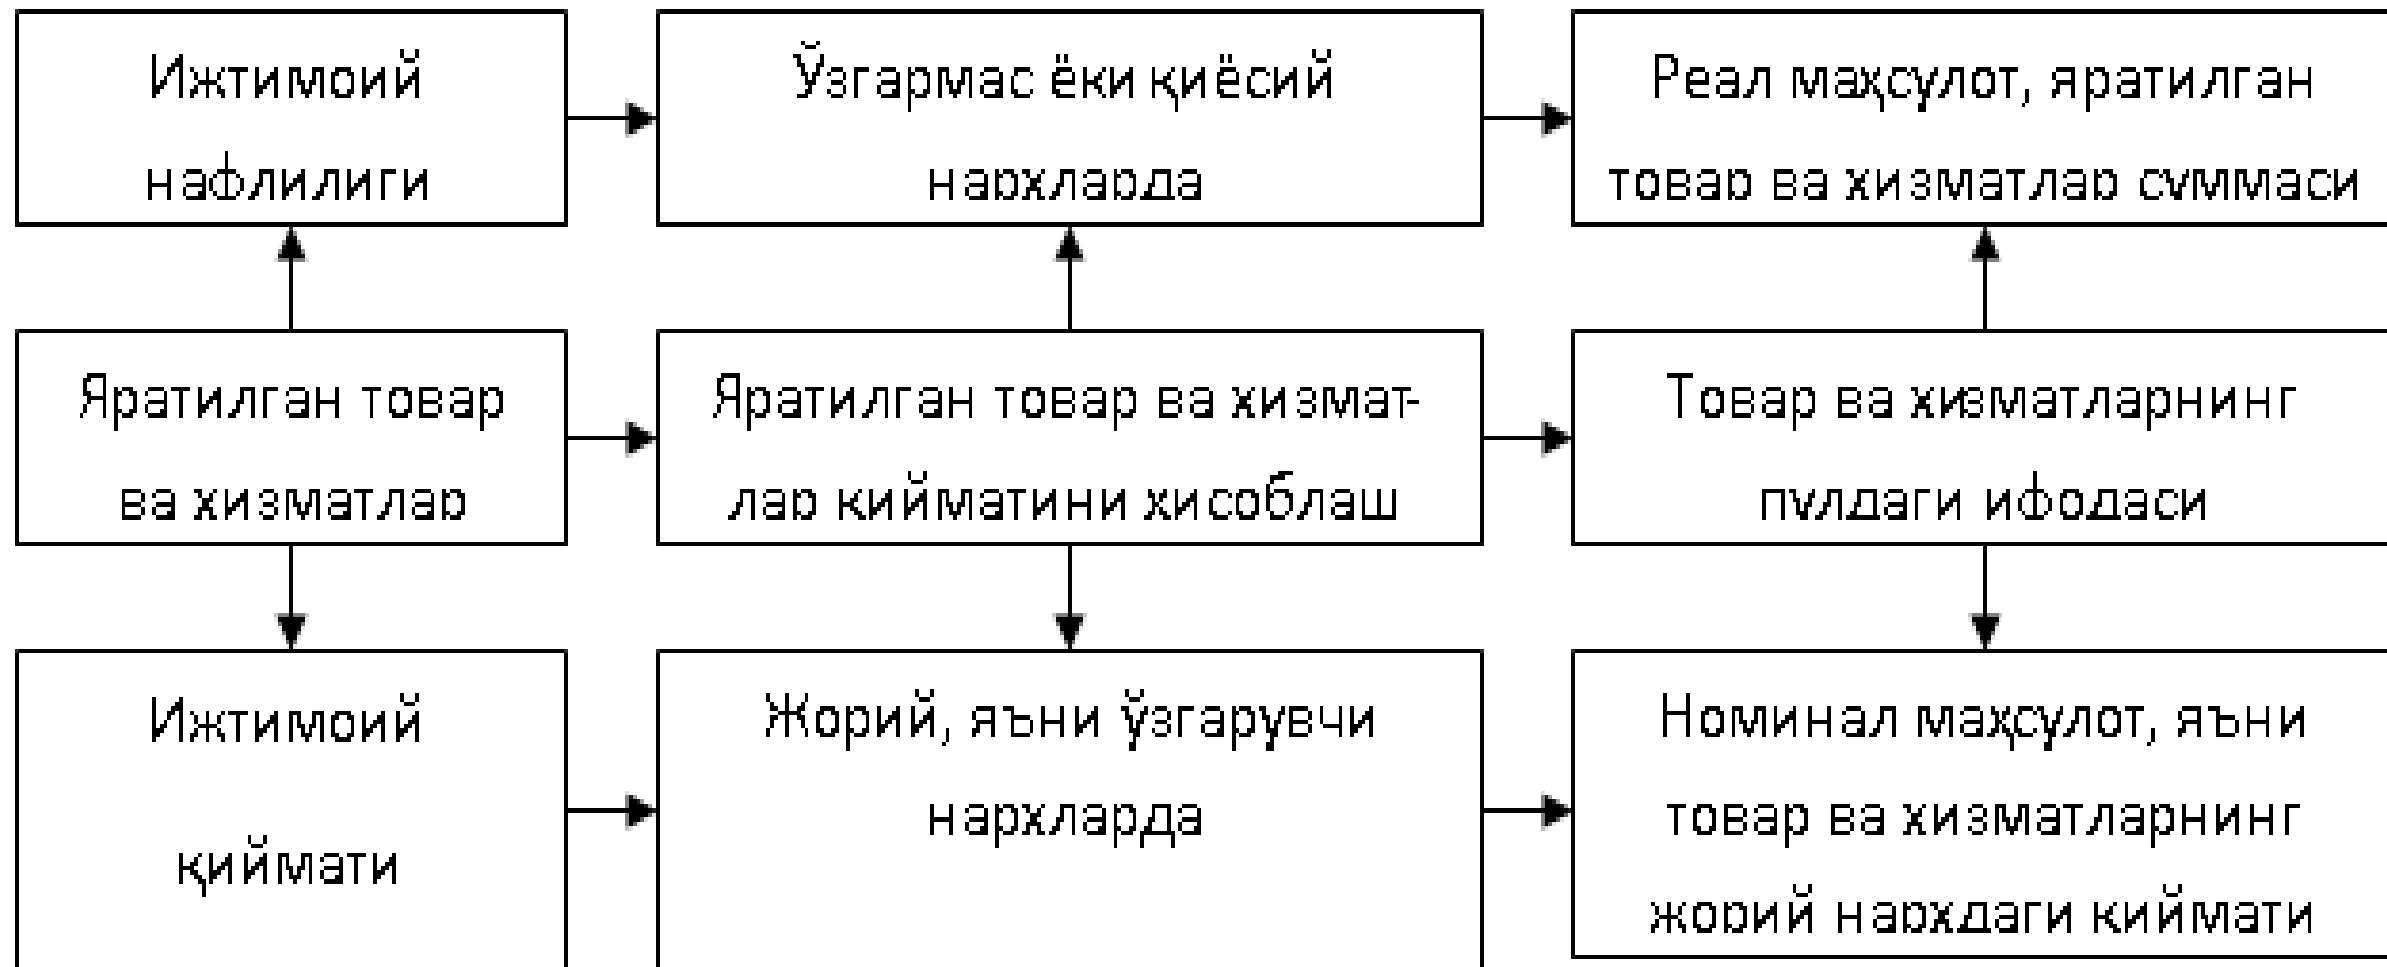 Ижтимоий
нафлилиги
Ўзгармас ёки қиёсий
нархларда
Реал маҳсулот, яратилган
товар ва хизматлар суммаси
Яратилган товар
ва хизматлар
Яратилган товар ва хизмат-
лар қийматини ҳисоблаш
Товар ва хизматларнинг
пулдаги ифодаси
Ижтимоий
қиймати
Жорий, яъни ўзгарувчи
нархларда
Номинал маҳсулот, яъни
товар ва хизматларнинг
жорий нархдаги қиймати